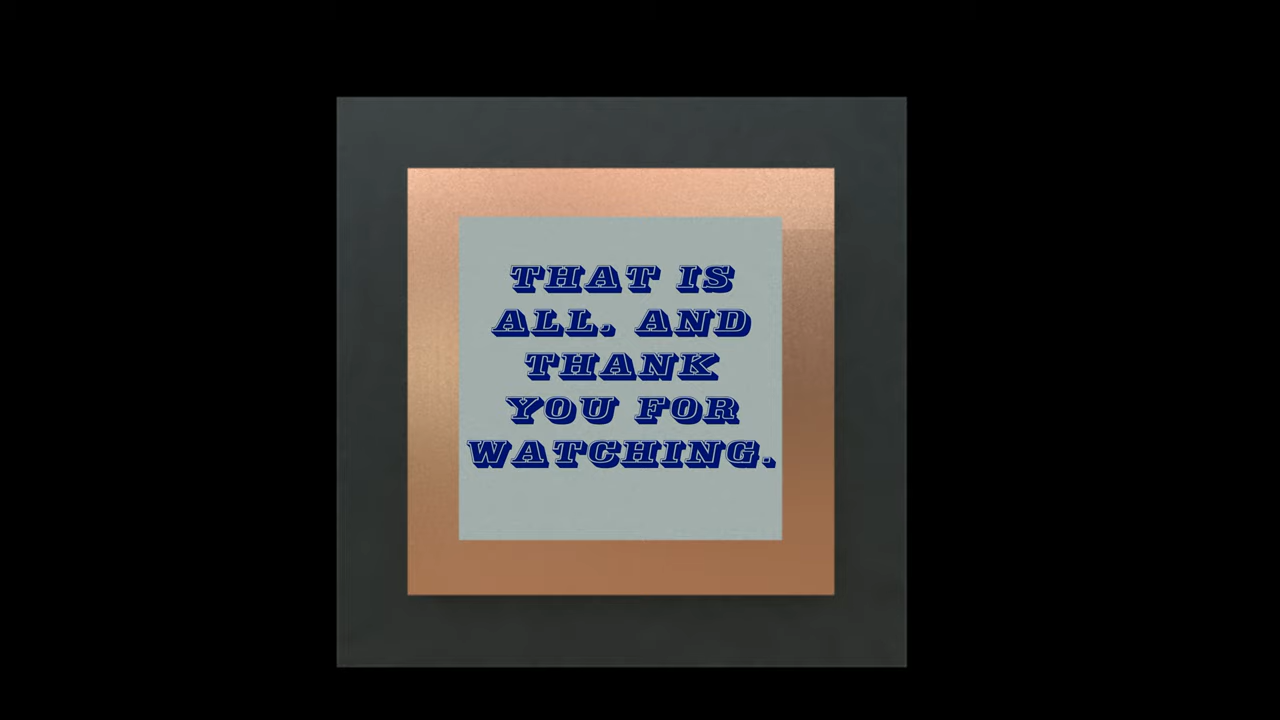 THAT IS
ALL. AND
THANK
YOU FOR
WATCHING.